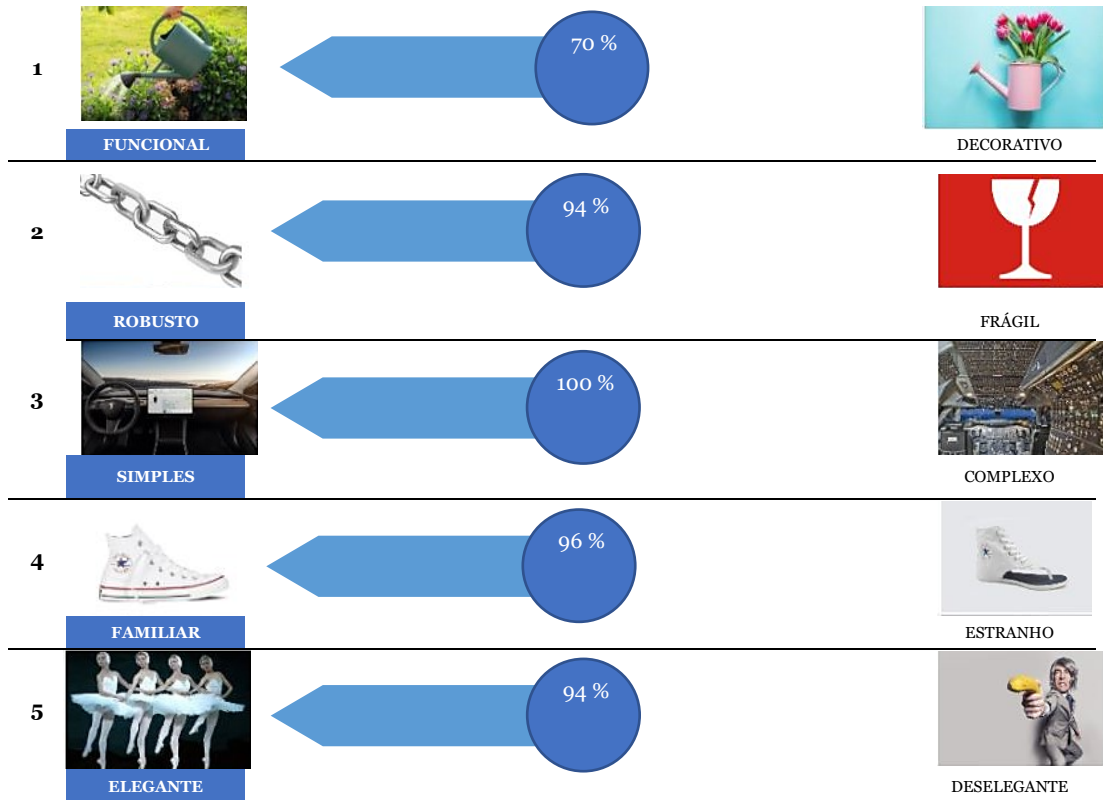 1
70 %
FUNCIONAL
DECORATIVO
2
94 %
ROBUSTO
FRÁGIL
3
100 %
SIMPLES
COMPLEXO
4
96 %
FAMILIAR
ESTRANHO
5
94 %
ELEGANTE
DESELEGANTE